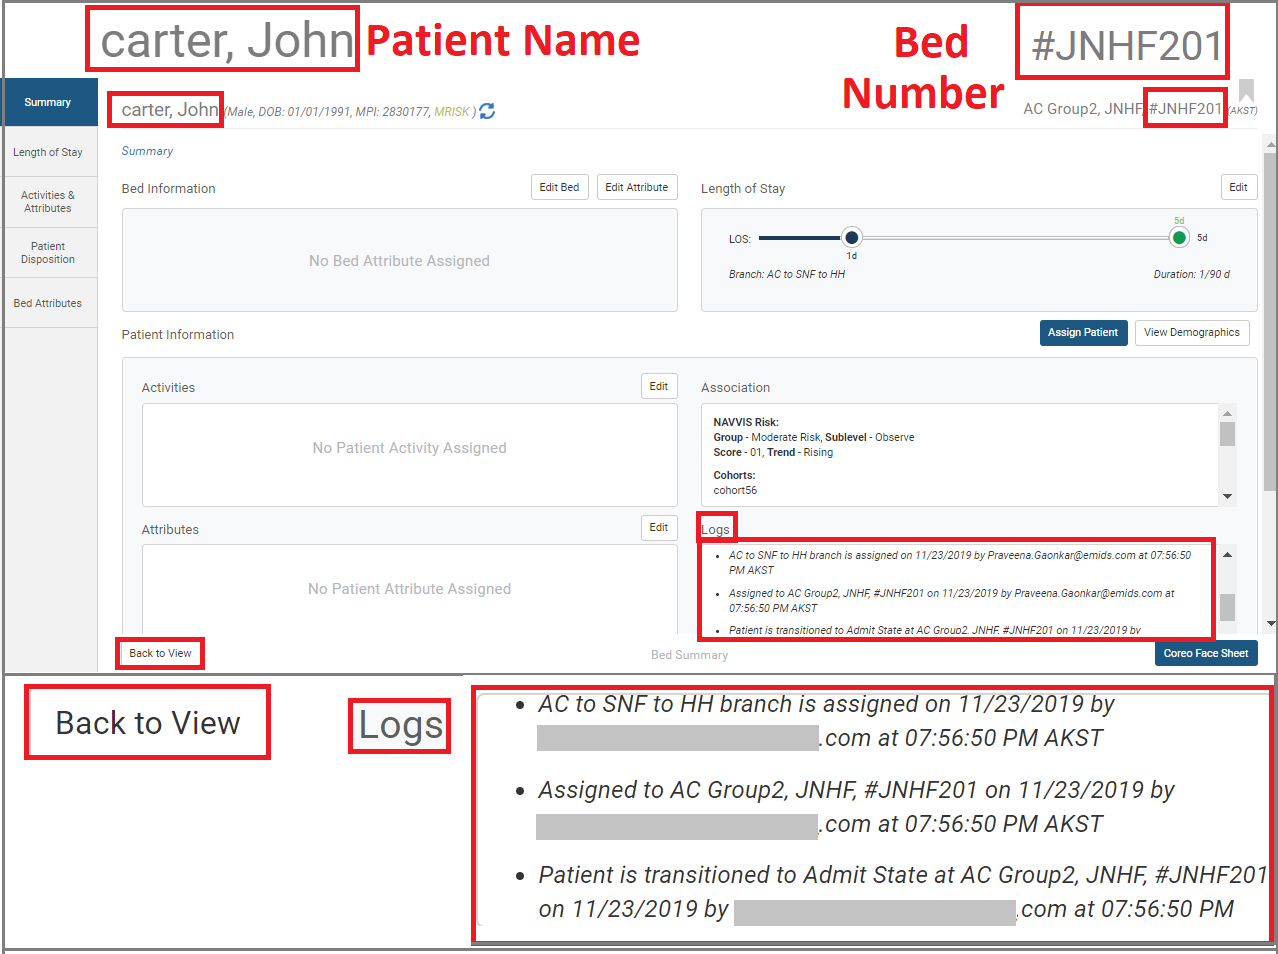 carter, John Patient Name
Bed Number
#JNHF201
Summary
carter, John (Male, DOB: 01/01/1991, MPI: 2830177, MRISK )
AC Group2, JNHF, #JNHF201 (AKST)
Length of Stay
Activities & Attributes
Patient Disposition
Bed Attributes
Summary
Bed Information
Edit Bed
Edit Attribute
No Bed Attribute Assigned
Length of Stay
Edit
5d
LOS:
5d
1d
Branch: AC to SNF to HH
Duration: 1/90 d
Patient Information
Assign Patient
View Demographics
Activities
Edit
No Patient Activity Assigned
Association
NAVVIS Risk:
Group - Moderate Risk, Sublevel - Observe
Score - 01, Trend - Rising
Cohorts:
cohort56
Attributes
Edit
No Patient Attribute Assigned
Logs
• AC to SNF to HH branch is assigned on 11/23/2019 by Praveena.Gaonkar@emids.com at 07:56:50
PM AKST
• Assigned to AC Group2, JNHF, #JNHF201 on 11/23/2019 by Praveena.Gaonkar@emids.com at
07:56:50 PM AKST
• Patient is transitioned to Admit State at AC Group2, JNHF, #JNHF201 on 11/23/2019 by
Back to View
Bed Summary
Coreo Face Sheet
Back to View
Logs
• AC to SNF to HH branch is assigned on 11/23/2019 by
.com at 07:56:50 PM AKST
• Assigned to AC Group2, JNHF, #JNHF201 on 11/23/2019 by
.com at 07:56:50 PM AKST
• Patient is transitioned to Admit State at AC Group2, JNHF, #JNHF201
on 11/23/2019 by .com at 07:56:50 PM